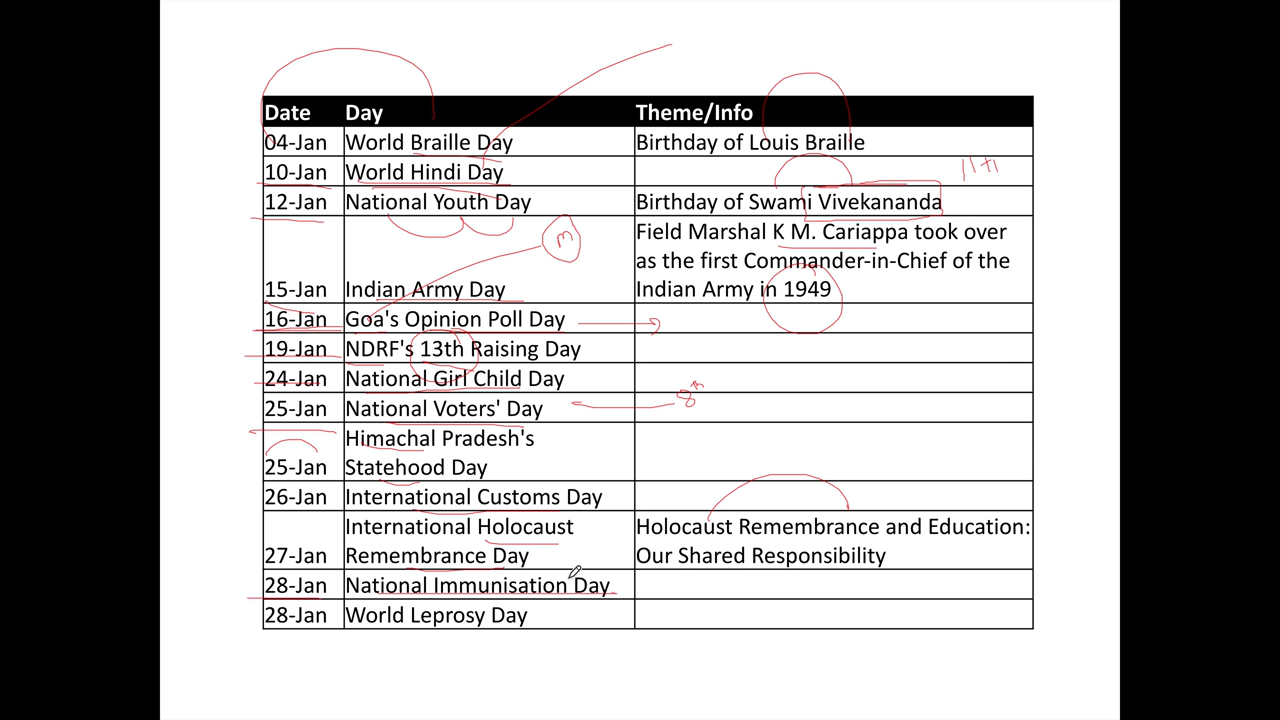 Date Day Theme/Info
04-Jan World Braille Day Birthday of Louis Braille
10-Jan World Hindi Day
11th
12-Jan National Youth Day Birthday of Swami Vivekananda
Field Marshal K M. Cariappa took over
m
as the first Commander-in-Chief of the
15-Jan Indian Army Day Indian Army in 1949
16-Jan Goa's Opinion Poll Day
19-Jan NDRF's 13th Raising Day
24-Jan National Girl Child Day
8th
25-Jan National Voters' Day
Himachal Pradesh's
25-Jan Statehood Day
26-Jan International Customs Day
International Holocaust Holocaust Remembrance and Education:
27-Jan Remembrance Day Our Shared Responsibility
28-Jan National Immunisation Day
28-Jan World Leprosy Day